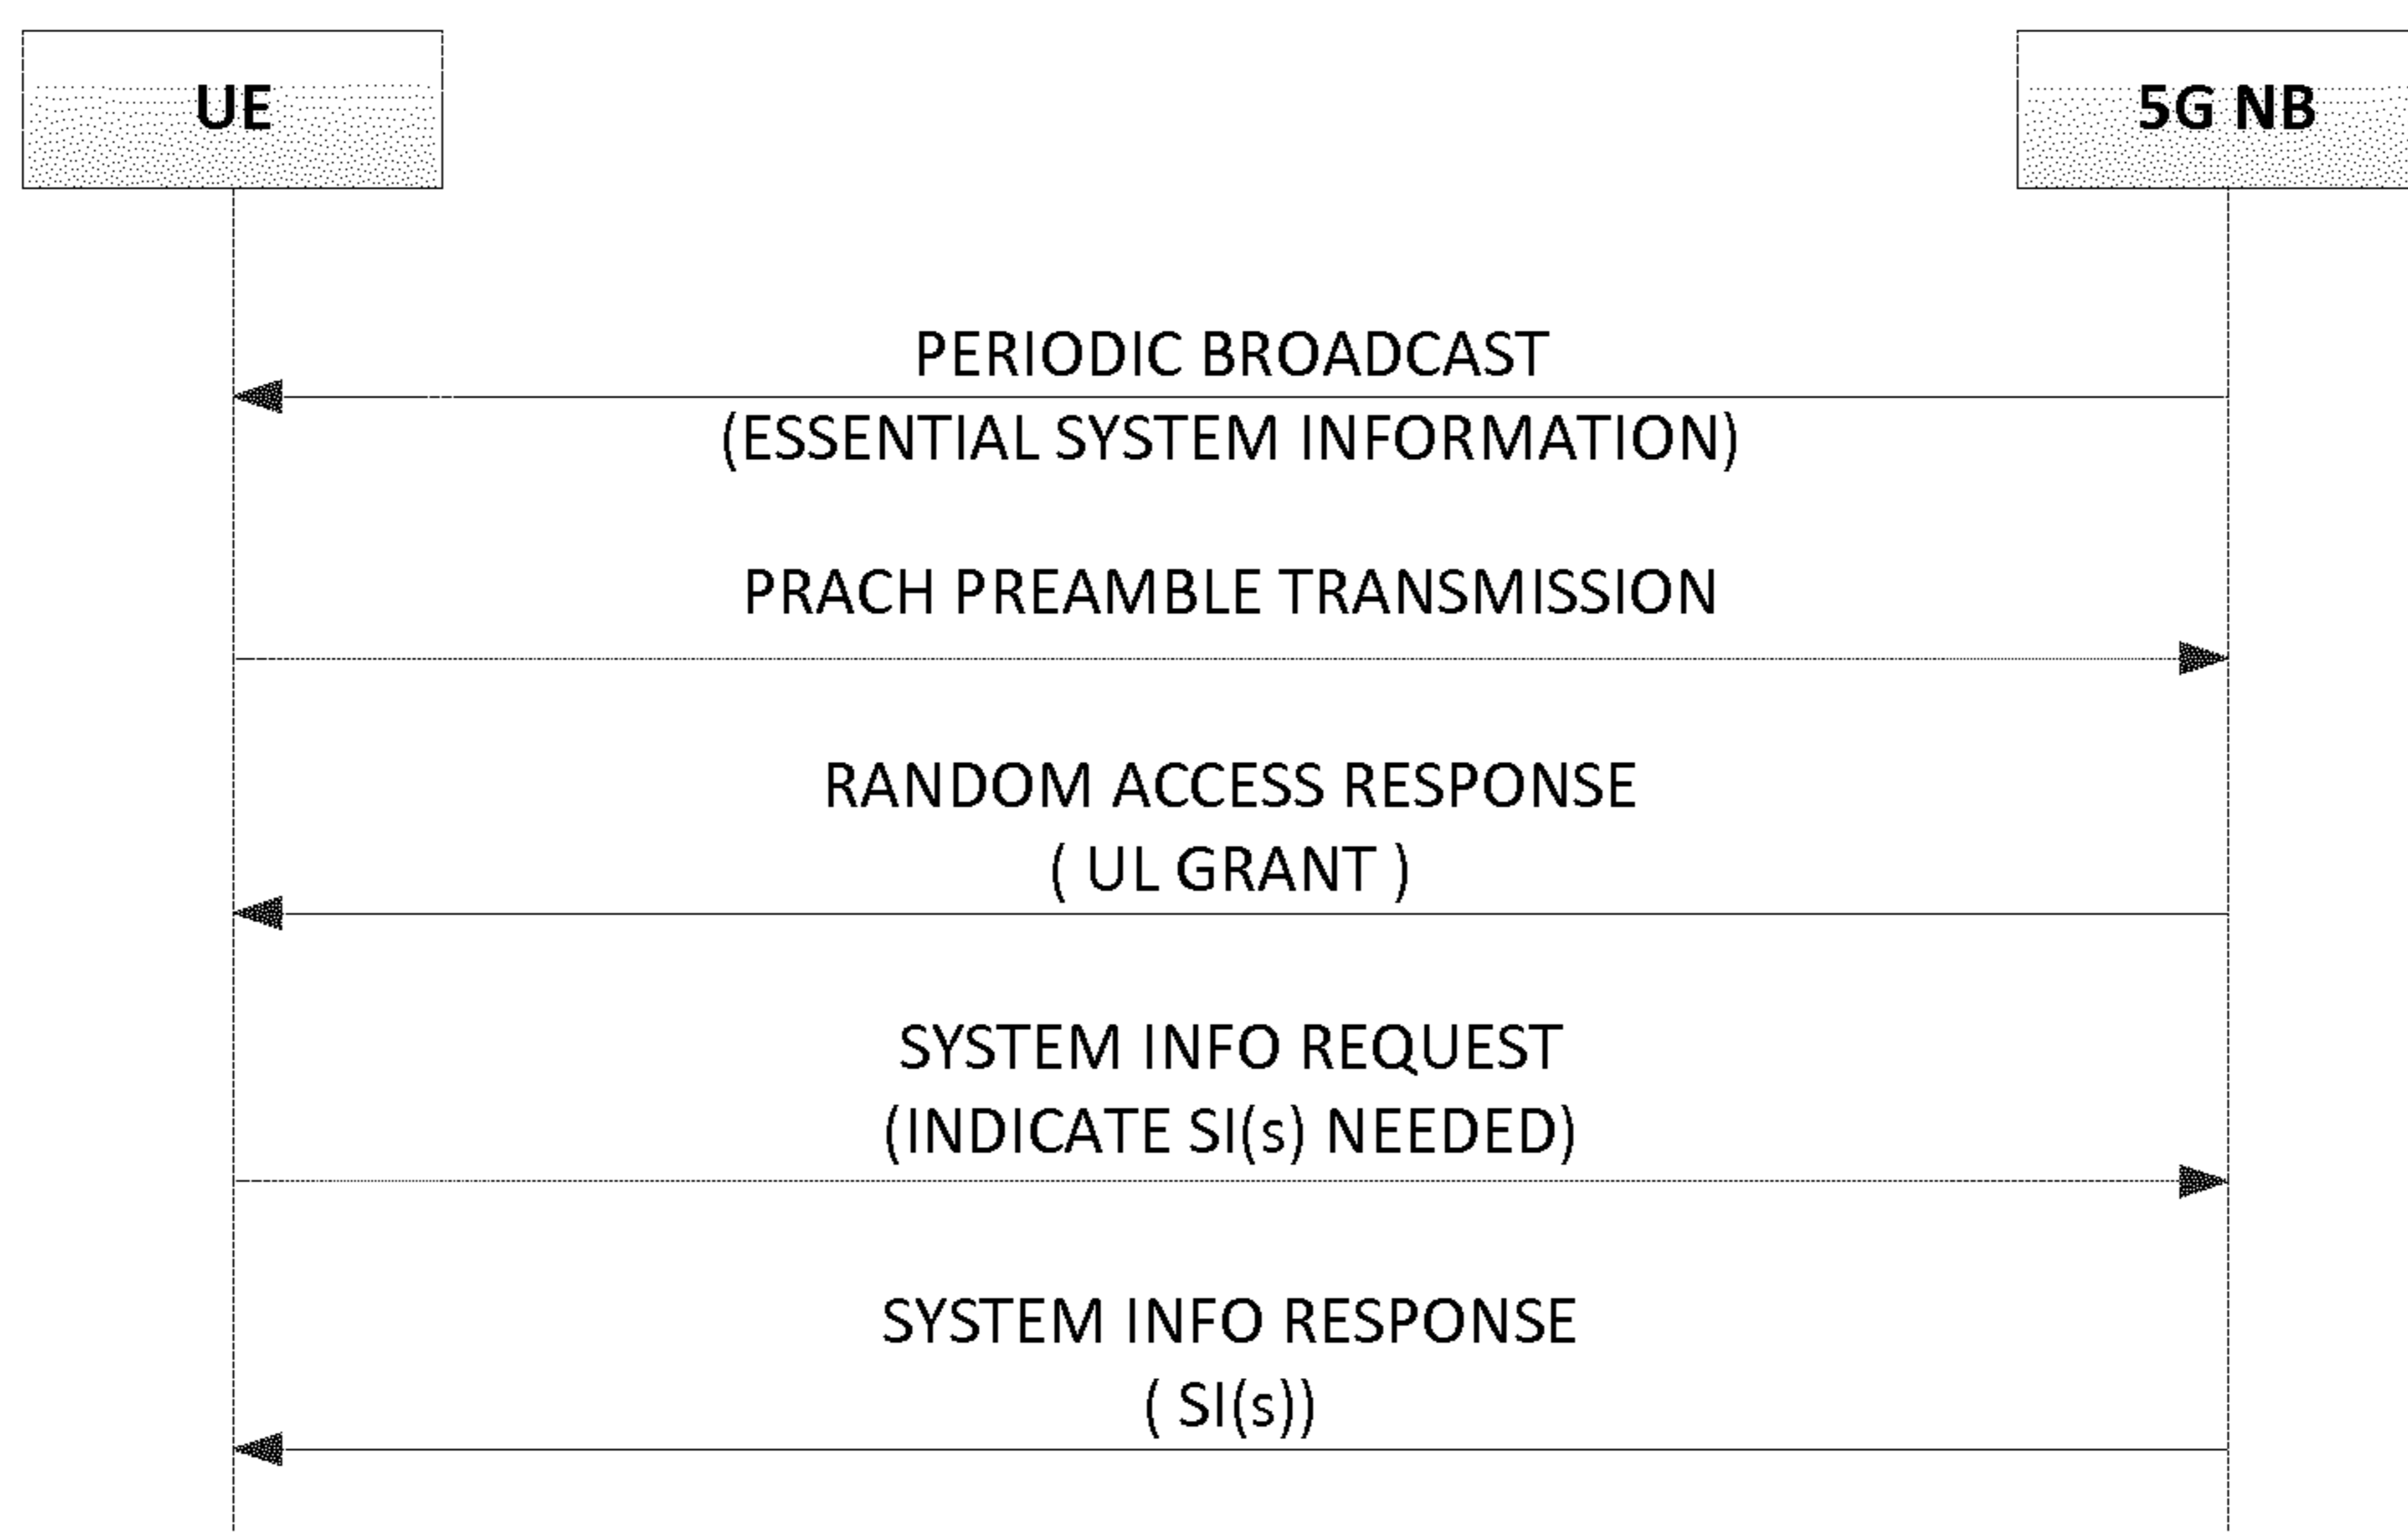 UE
5G NB
PERIODIC BROADCAST
(ESSENTIAL SYSTEM INFORMATION)
PRACH PREAMBLE TRANSMISSION
RANDOM ACCESS RESPONSE
( UL GRANT )
SYSTEM INFO REQUEST
(INDICATE SI(s) NEEDED)
SYSTEM INFO RESPONSE
( SI(s))